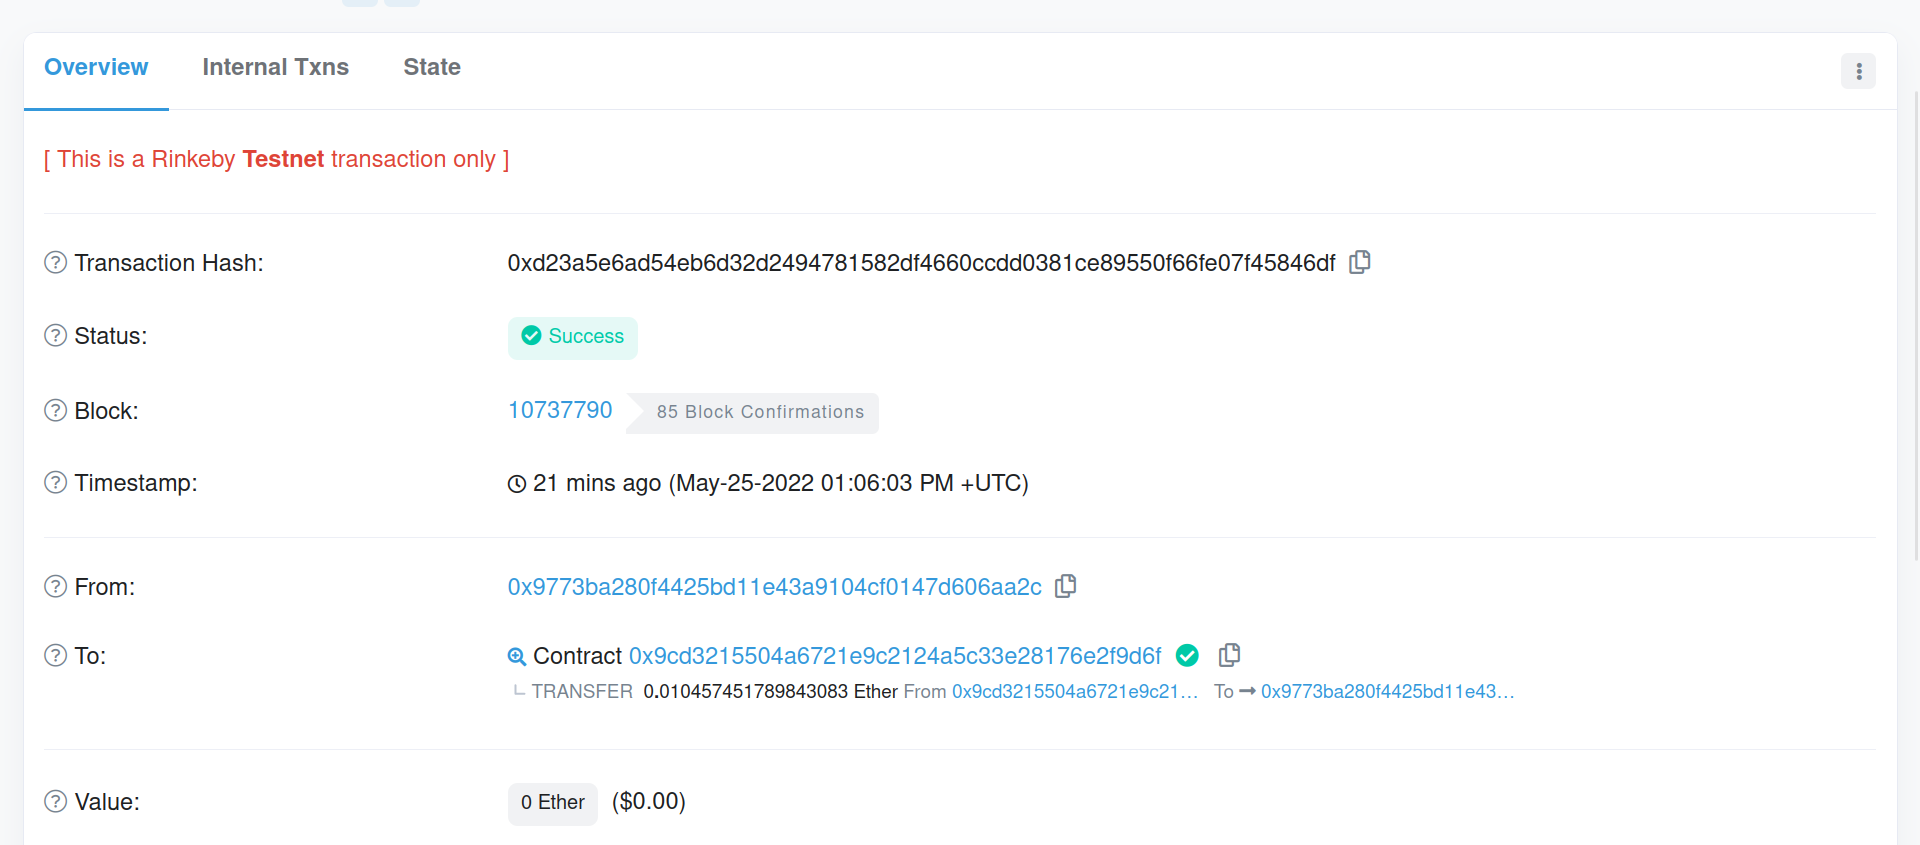 Overview Internal Txns State
[ This is a Rinkeby Testnet transaction only ]
Transaction Hash: 0xd23a5e6ad54eb6d32d2494781582df4660ccdd0381ce89550f66fe07f45846df
Status: Success
Block: 10737790 85 Block Confirmations
Timestamp: 21 mins ago (May-25-2022 01:06:03 PM +UTC)
From: 0x9773ba280f4425bd11e43a9104cf0147d606aa2c
To: Contract 0x9cd3215504a6721e9c2124a5c33e28176e2f9d6f
TRANSFER 0.010457451789843083 Ether From 0x9cd3215504a6721e9c21... To 0x9773ba280f4425bd11e43...
Value: 0 Ether ($0.00)